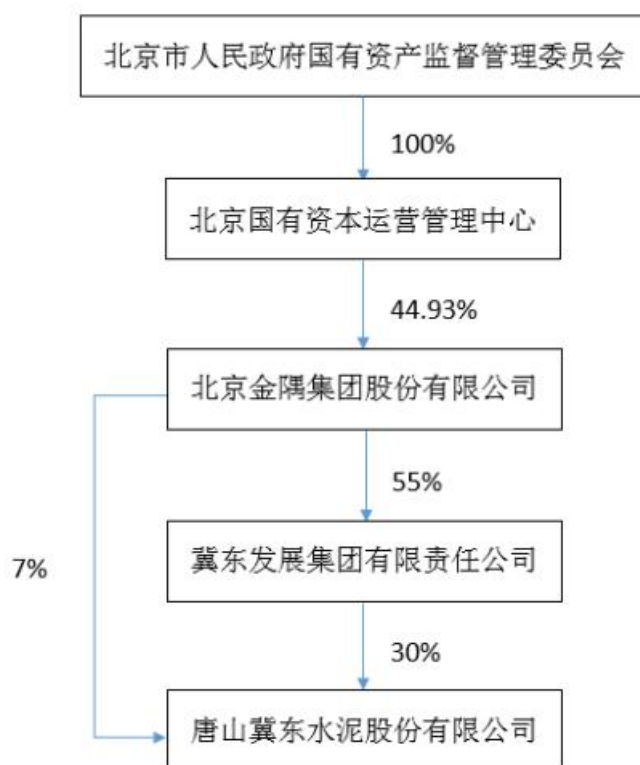 北京市人民政府国有资产监督管理委员会
100%
北京国有资本运营管理中心
44.93%
北京金隅集团股份有限公司
55%
冀东发展集团有限责任公司
7%
30%
唐山冀东水泥股份有限公司